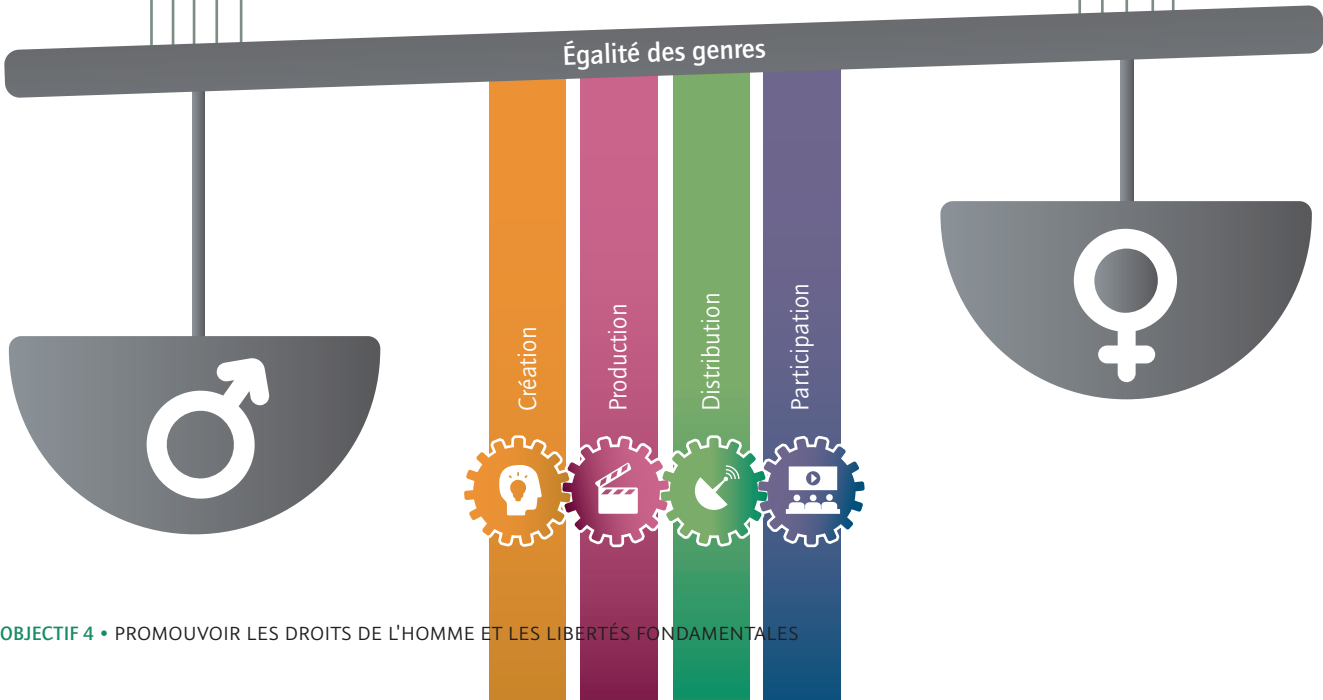 Égalité des genres
Création
Production
Distribution
Participation
OBJECTIF 4 • PROMOUVOIR LES DROITS DE L'HOMME ET LES LIBERTÉS FONDAMENTALES